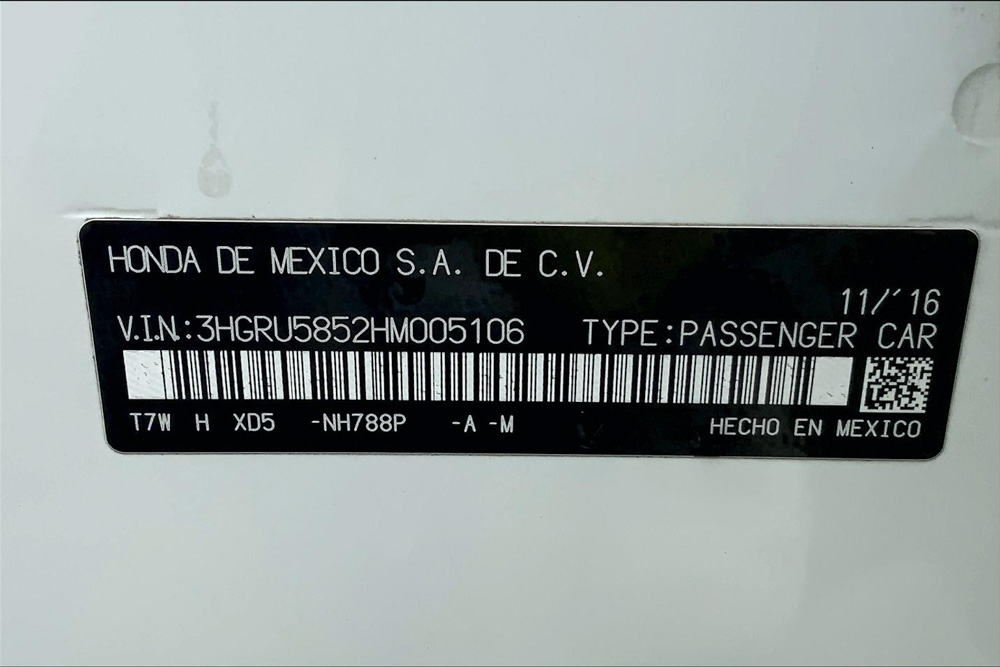 HONDA DE MEXICO S.A. DE C.V.
11/'16
V.I.N.:3HGRU5852HM005106 TYPE:PASSENGER CAR
T7W H XD5 -NH788P -A -M HECHO EN MEXICO